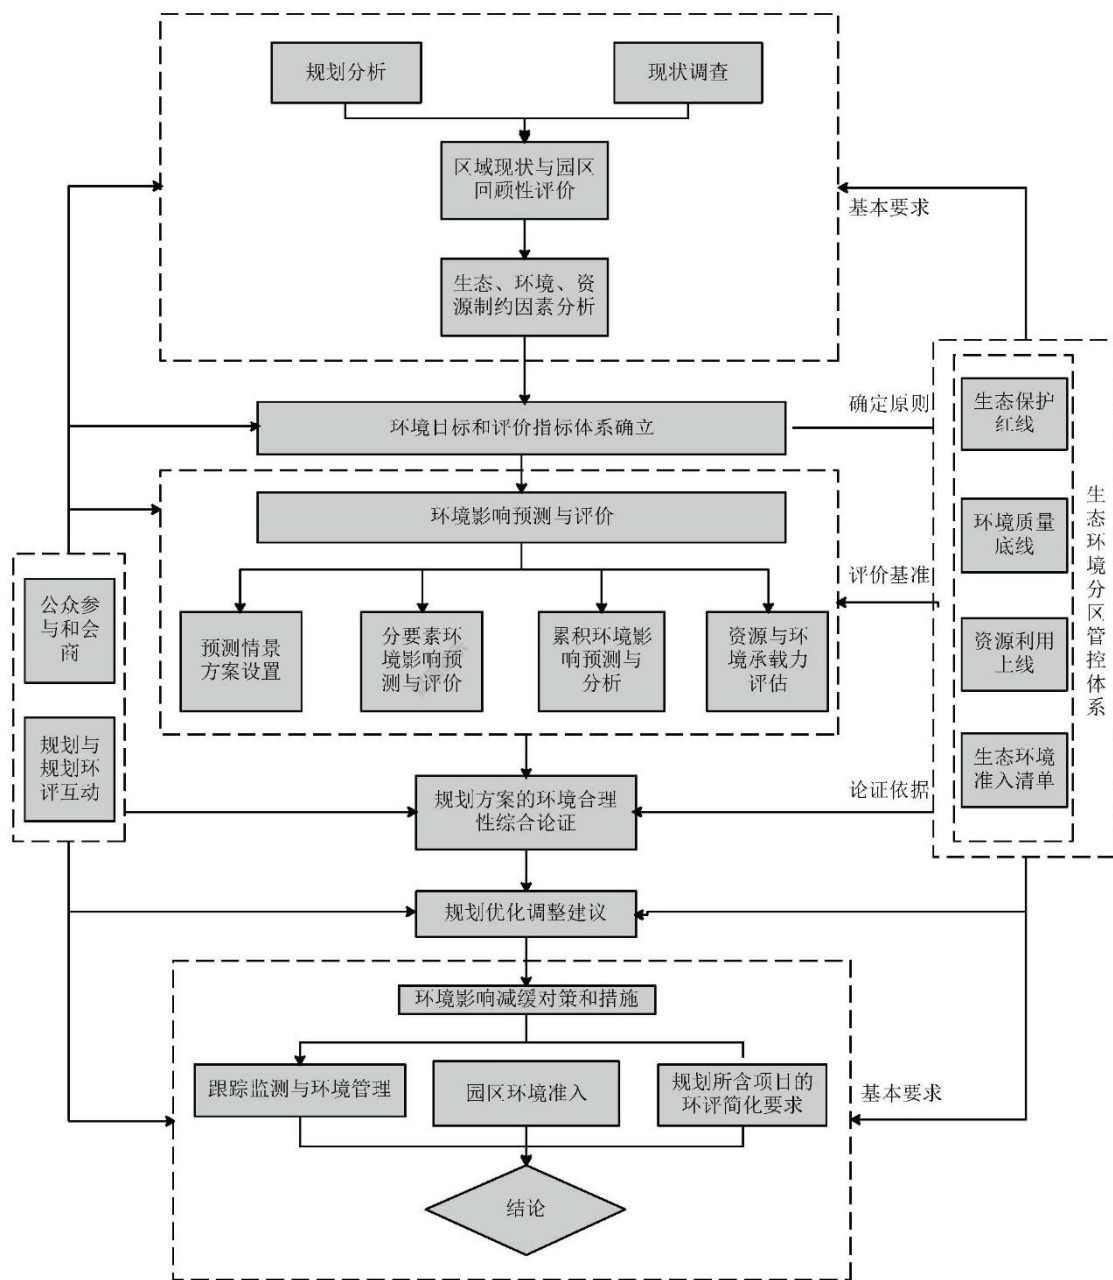 规划分析
现状调查
区域现状与园区
回顾性评价
基本要求
生态、环境、资
源制约因素分析
确定原则
环境目标和评价指标体系确立
生态保护
红线
环境影响预测与评价
环境质量
底线
生态环境分区管控体系
评价基准
公众参
与和会
商
预测情景
方案设置
分要素环
境影响预
测与评价
累积环境影
响预测与
分析
资源与环
境承载力
评估
资源利用
上线
规划与
规划环
评互动
生态环境
准入清单
规划方案的环境合理
性综合论证
论证依据
规划优化调整建议
环境影响减缓对策和措施
跟踪监测与环境管理
园区环境准入
规划所含项目的
环评简化要求
基本要求
结论